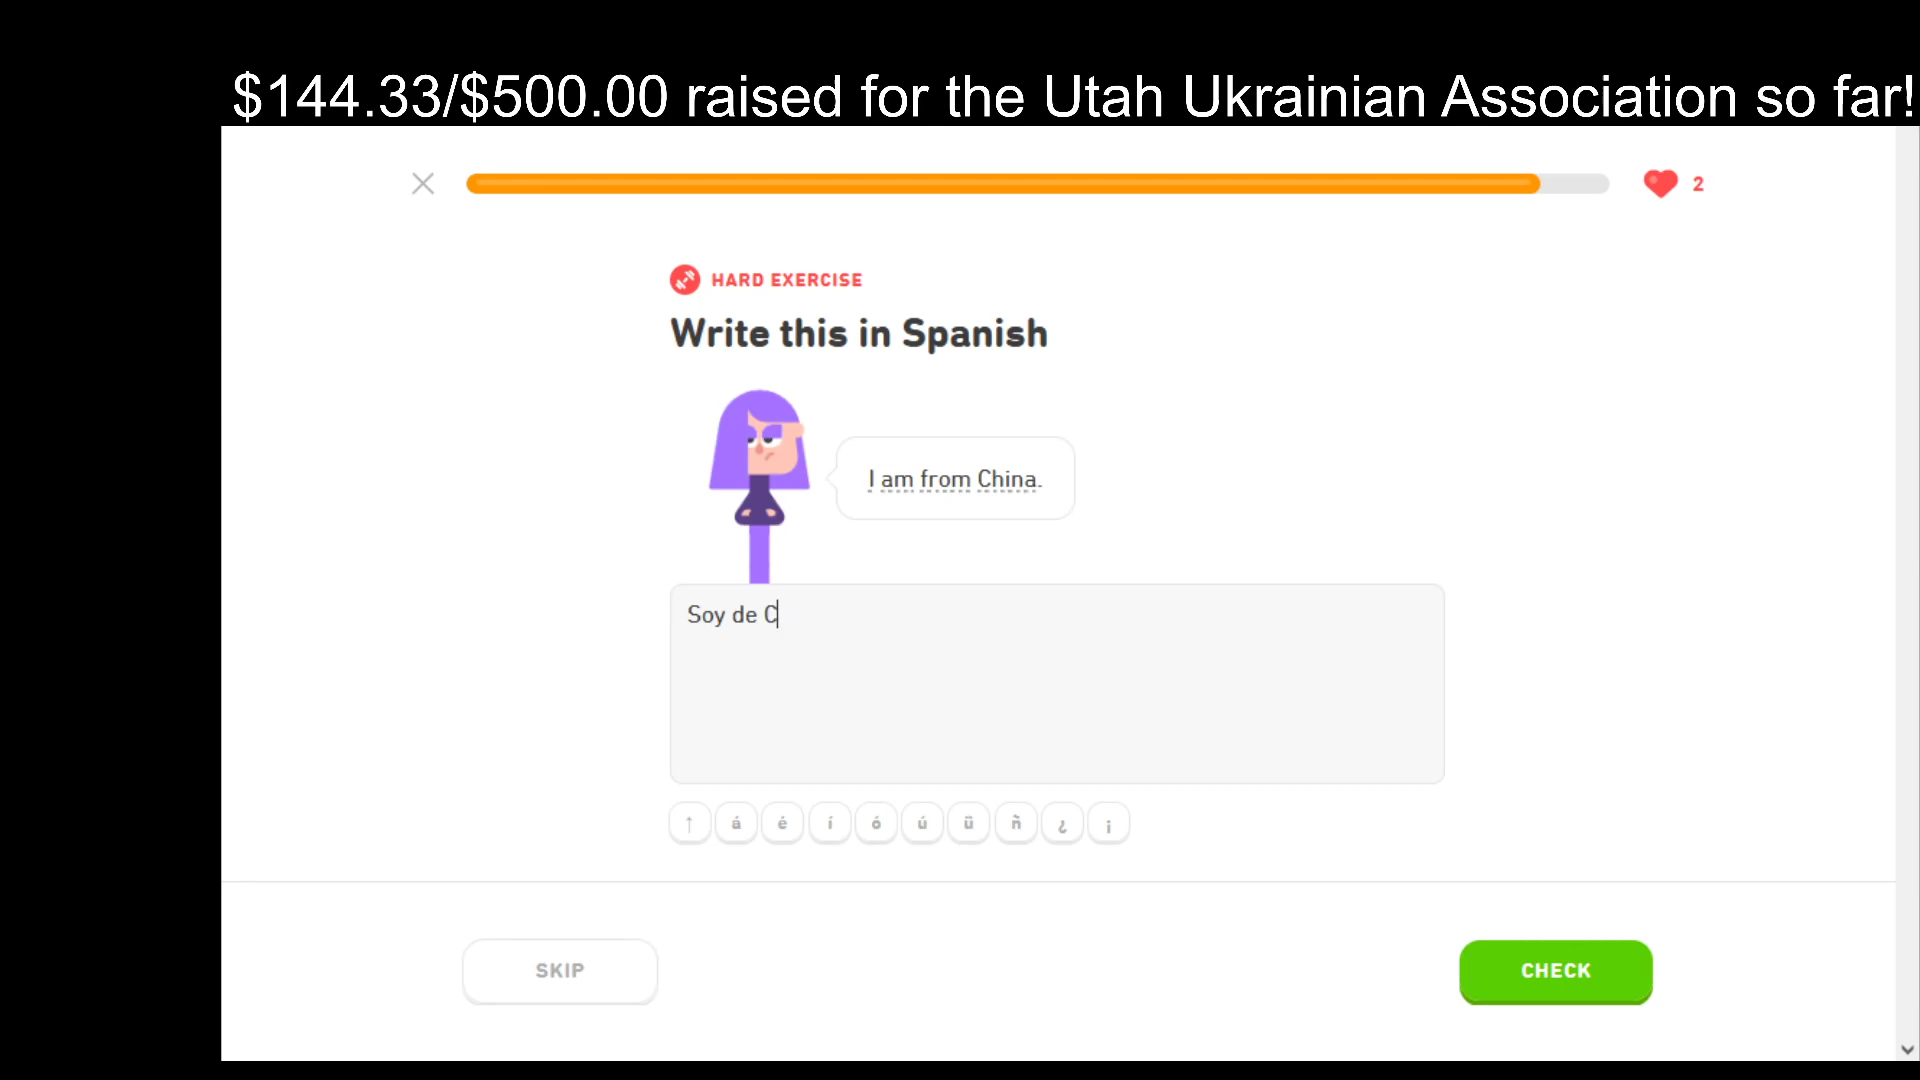 $144.33/$500.00 raised for the Utah Ukrainian Association so far!
2
HARD EXERCISE
Write this in Spanish
I am from China.
Soy de C
↑ á é í ó ú ü ñ ¿ ¡
SKIP
CHECK